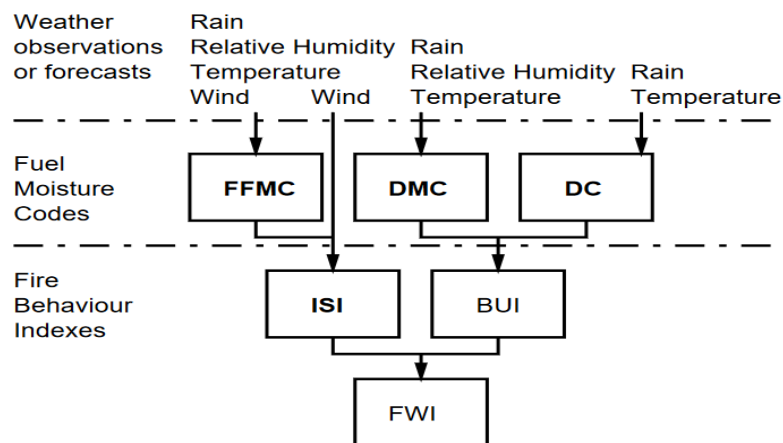 Weather
observations
or forecasts
Rain
Relative Humidity
Temperature
Wind
Wind
Rain
Relative Humidity
Temperature
Rain
Temperature
Fuel
Moisture
Codes
FFMC
DMC
DC
Fire
Behaviour
Indexes
ISI
BUI
FWI